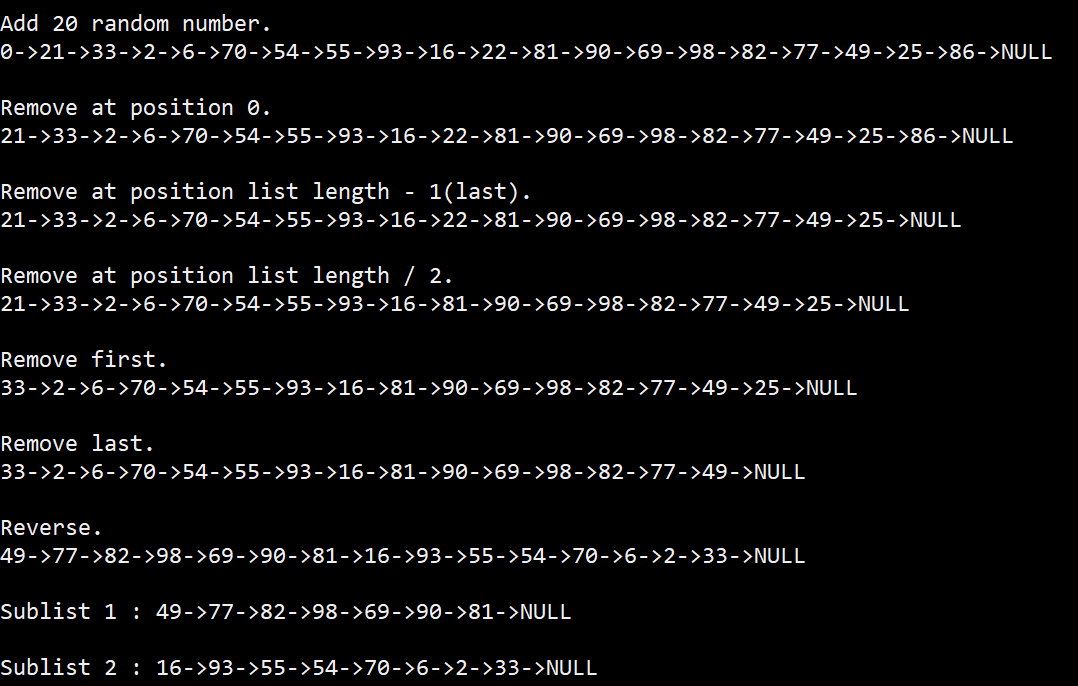 Add 20 random number.
0->21->33->2->6->70->54->55->93->16->22->81->90->69->98->82->77->49->25->86->NULL
Remove at position 0.
21->33->2->6->70->54->55->93->16->22->81->90->69->98->82->77->49->25->86->NULL
Remove at position list length - 1(last).
21->33->2->6->70->54->55->93->16->22->81->90->69->98->82->77->49->25->NULL
Remove at position list length / 2.
21->33->2->6->70->54->55->93->16->81->90->69->98->82->77->49->25->NULL
Remove first.
33->2->6->70->54->55->93->16->81->90->69->98->82->77->49->25->NULL
Remove last.
33->2->6->70->54->55->93->16->81->90->69->98->82->77->49->NULL
Reverse.
49->77->82->98->69->90->81->16->93->55->54->70->6->2->33->NULL
Sublist 1 : 49->77->82->98->69->90->81->NULL
Sublist 2 : 16->93->55->54->70->6->2->33->NULL